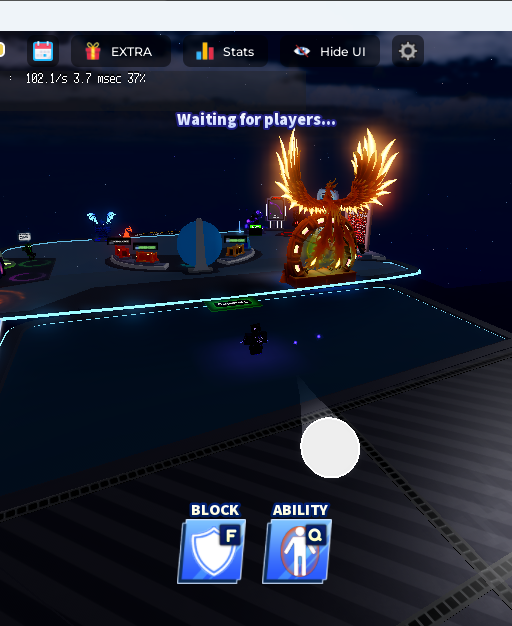 EXTRA Stats Hide UI
: 102.1/s 3.7 msec 37%
Waiting for players...
BLOCK ABILITY
F Q